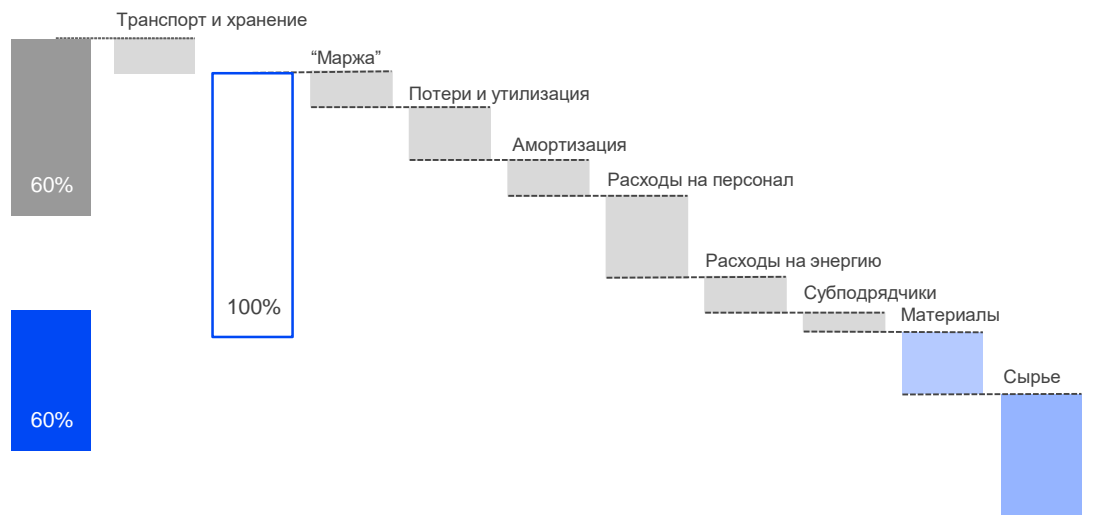 Транспорт и хранение
“Маржа”
Потери и утилизация
Амортизация
Расходы на персонал
60%
Расходы на энергию
Субподрядчики
100%
Материалы
Сырье
60%